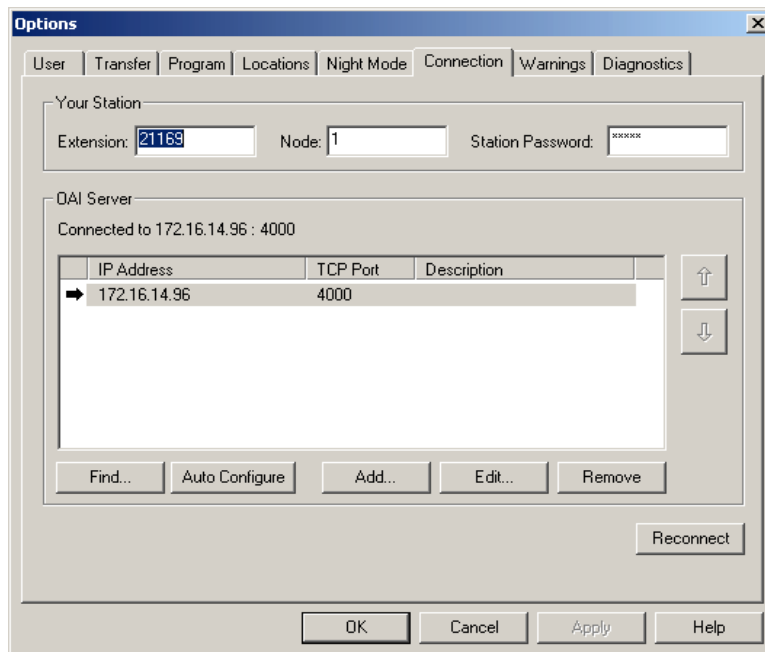 Options
User Transfer Program Locations Night Mode Connection Warnings Diagnostics
Your Station
Extension: 21169 Node: 1 Station Password: *****
OAI Server
Connected to 172.16.14.96 : 4000
IP Address TCP Port Description
172.16.14.96 4000
Find... Auto Configure Add... Edit... Remove
Reconnect
OK Cancel Apply Help